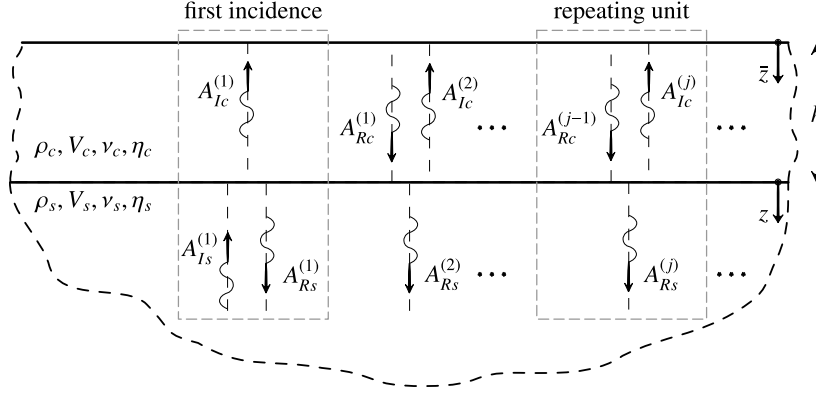 first incidence
repeating unit
A_{Ic}^{(1)}
A_{Rc}^{(1)}
A_{Ic}^{(2)}
...
A_{Rc}^{(j−1)}
A_{Ic}^{(j)}
...
z̄
ρ_c, V_c, ν_c, η_c
ρ_s, V_s, ν_s, η_s
z
A_{Is}^{(1)}
A_{Rs}^{(1)}
A_{Rs}^{(2)}
...
A_{Rs}^{(j)}
...